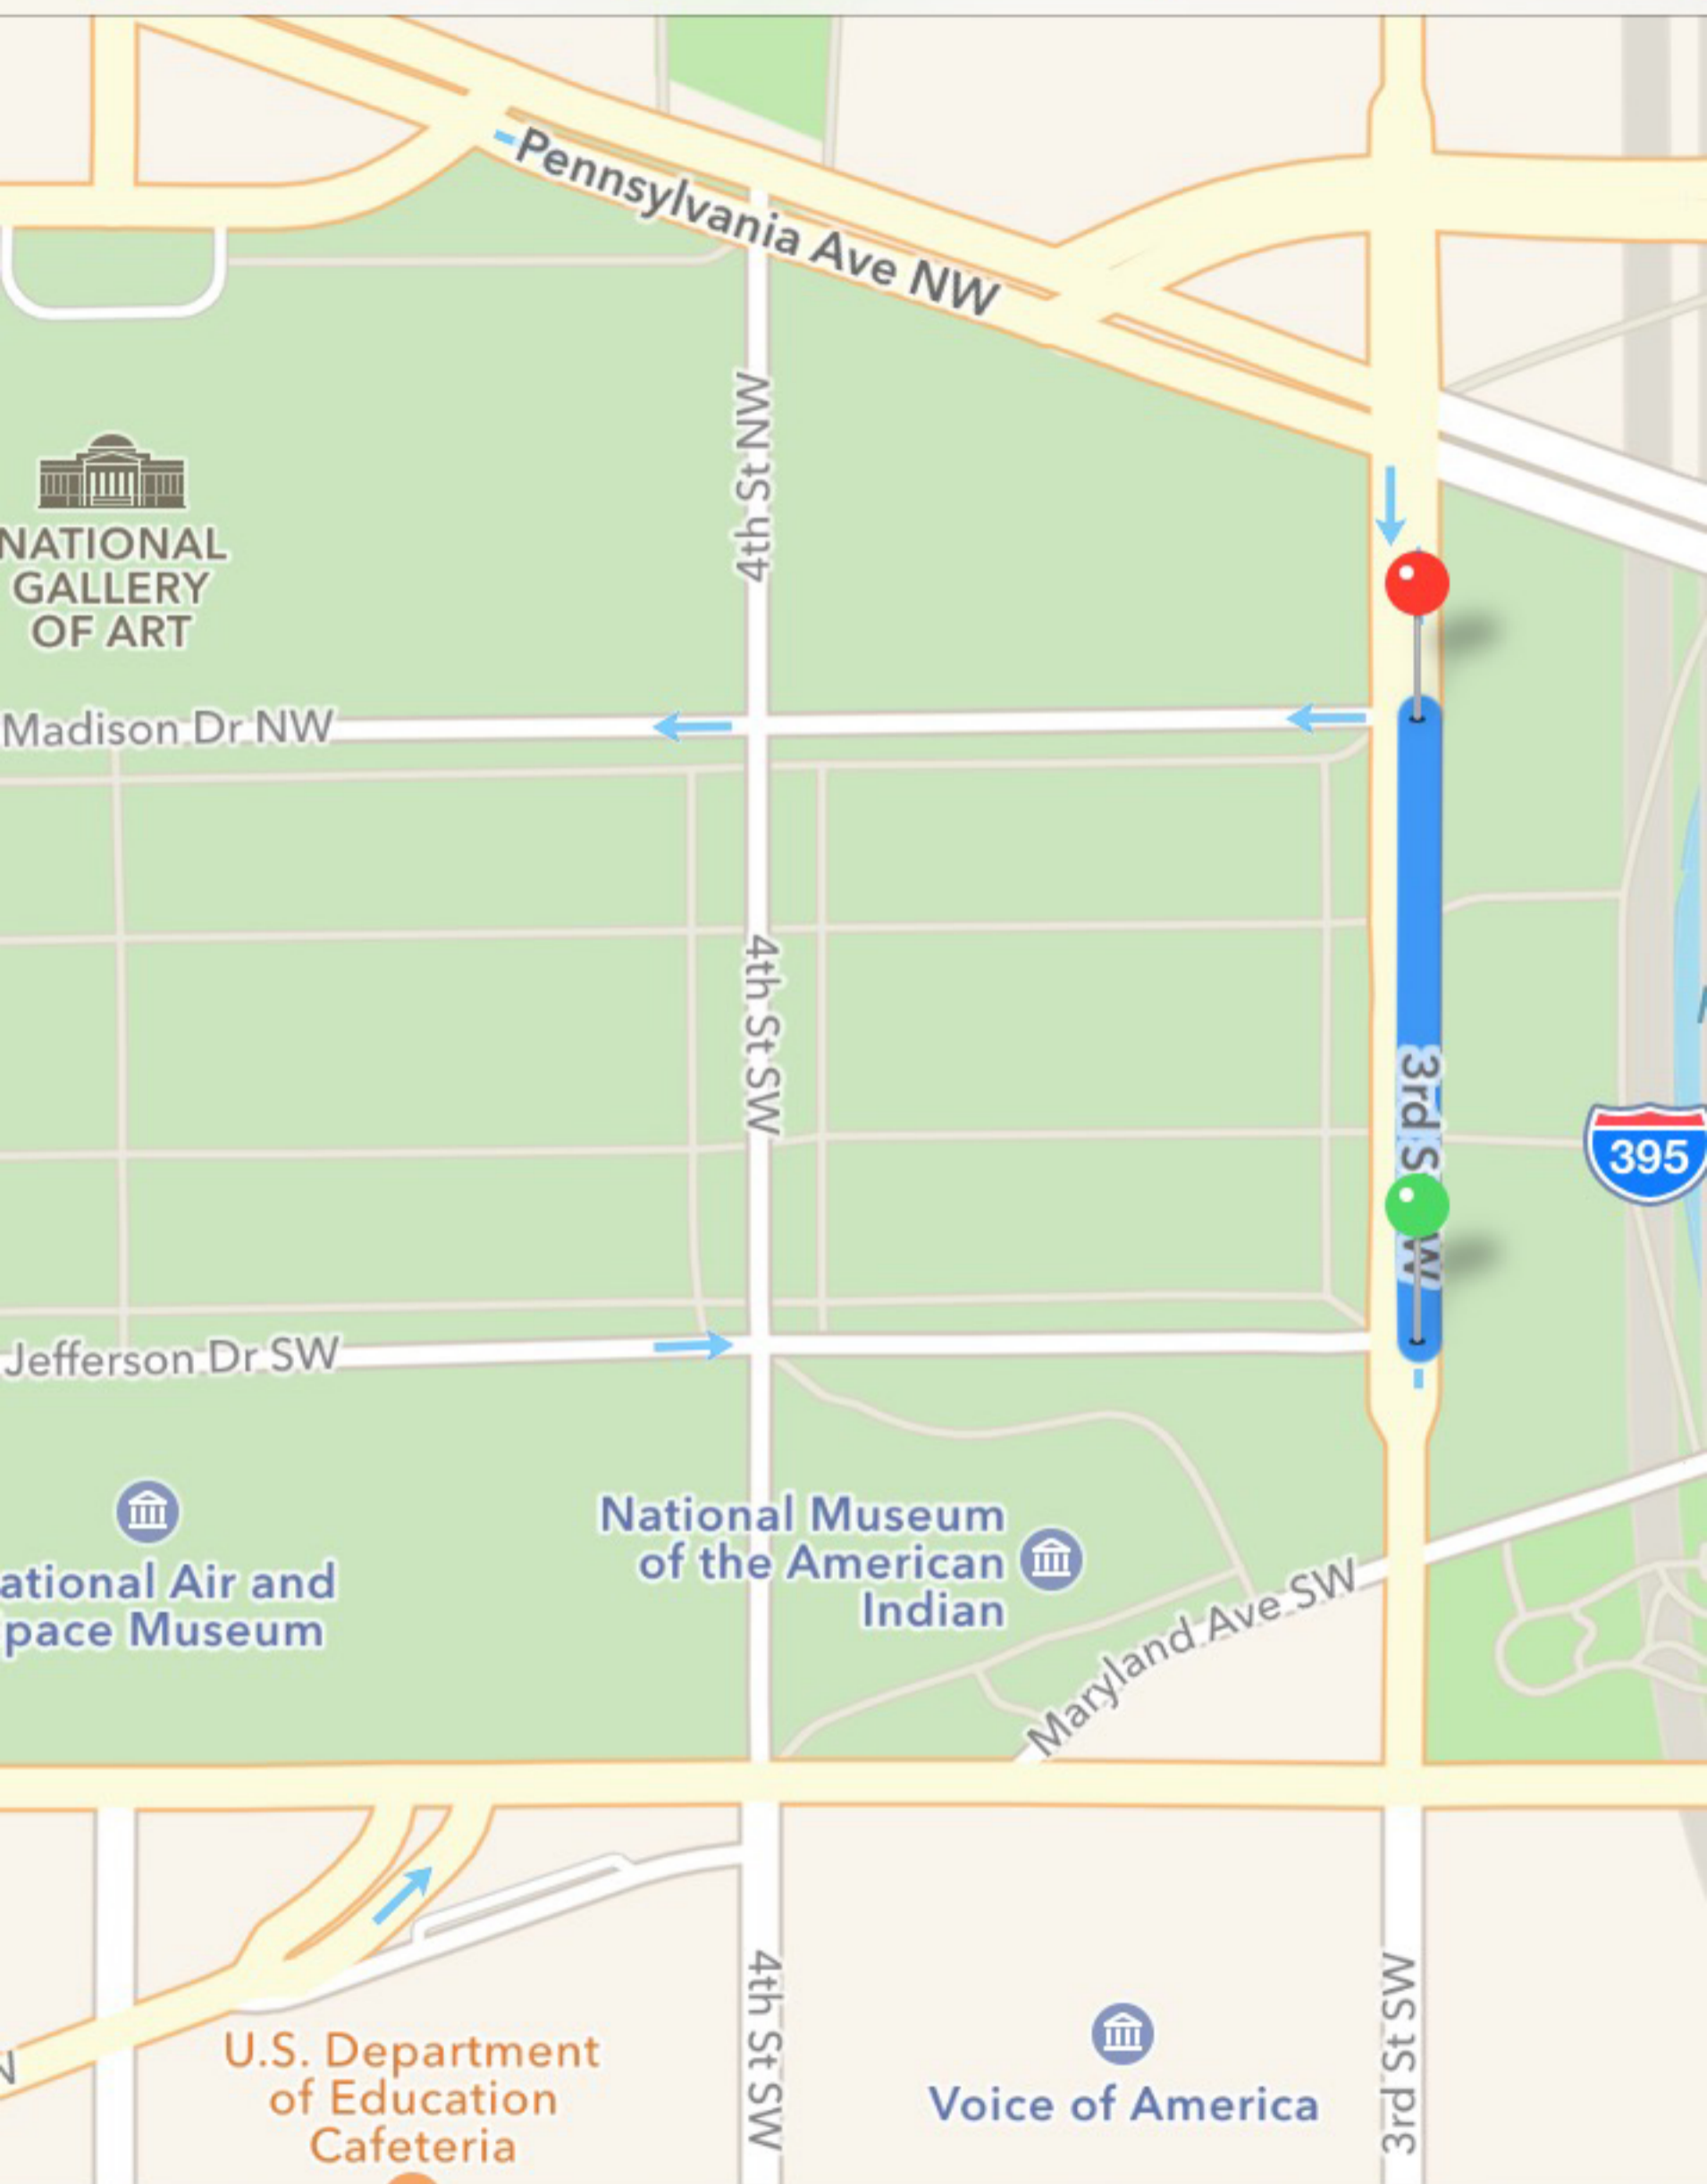 Pennsylvania Ave NW
4th St NW
NATIONAL
GALLERY
OF ART
Madison Dr NW
4th St SW
3rd S W
395
Jefferson Dr SW
National Museum
of the American
Indian
ational Air and
pace Museum
Maryland Ave SW
U.S. Department
of Education
Cafeteria
4th St SW
Voice of America
3rd St SW